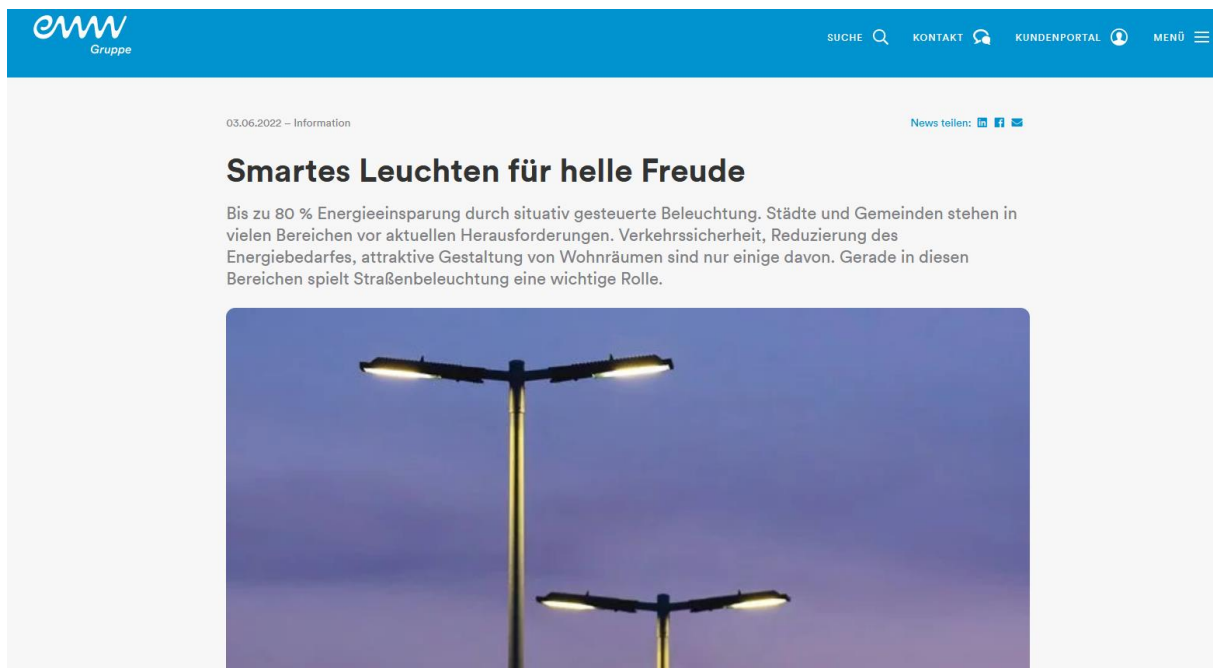 eww
Gruppe
SUCHE KONTAKT KUNDENPORTAL MENÜ
03.06.2022 – Information
News teilen:
Smartes Leuchten für helle Freude
Bis zu 80 % Energieeinsparung durch situativ gesteuerte Beleuchtung. Städte und Gemeinden stehen in
vielen Bereichen vor aktuellen Herausforderungen. Verkehrssicherheit, Reduzierung des
Energiebedarfes, attraktive Gestaltung von Wohnräumen sind nur einige davon. Gerade in diesen
Bereichen spielt Straßenbeleuchtung eine wichtige Rolle.